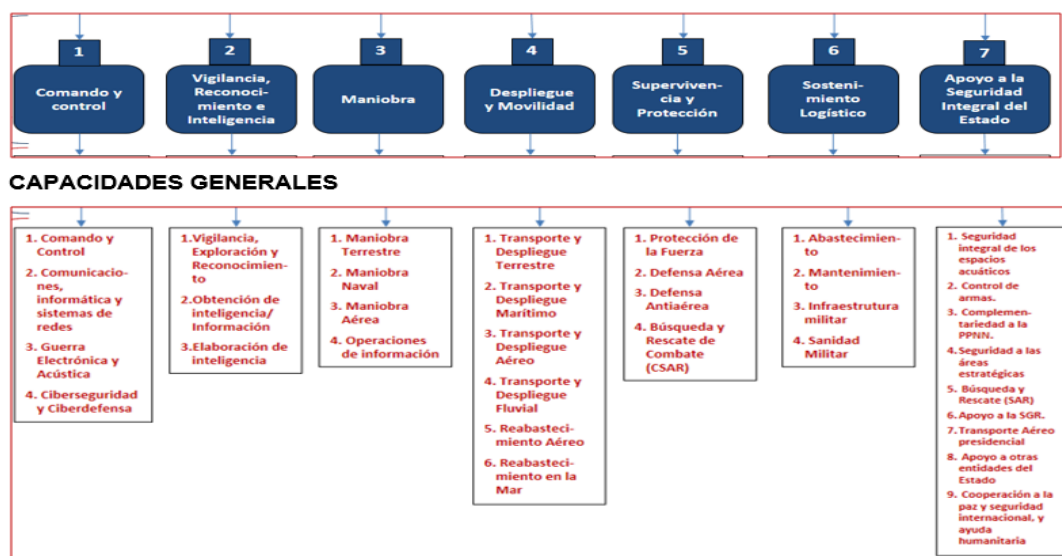 1
Comando y
control
2
Vigilancia,
Reconoci-
miento e
Inteligencia
3
Maniobra
4
Despliegue
y Movilidad
5
Superviven-
cia y
Protección
6
Sosteni-
miento
Logístico
7
Apoyo a la
Seguridad
Integral del
Estado
CAPACIDADES GENERALES
1. Comando y
Control
2. Comunicacio-
nes,
informática y
sistemas de
redes
3. Guerra
Electrónica y
Acústica
4. Ciberseguridad
y Ciberdefensa
1.Vigilancia,
Exploración y
Reconocimien-
to
2.Obtención de
inteligencia/
Información
3.Elaboración de
inteligencia
1. Maniobra
Terrestre
2. Maniobra
Naval
3. Maniobra
Aérea
4. Operaciones
de información
1. Transporte y
Despliegue
Terrestre
2. Transporte y
Despliegue
Marítimo
3. Transporte y
Despliegue
Aéreo
4. Transporte y
Despliegue
Fluvial
5. Reabasteci-
miento Aéreo
6. Reabasteci-
miento en la
Mar
1. Protección de
la Fuerza
2. Defensa Aérea
3. Defensa
Antiaérea
4. Búsqueda y
Rescate de
Combate
(CSAR)
1. Abastecimien-
to
2. Mantenimien-
to
3. Infraestrutura
militar
4. Sanidad
Militar
1. Seguridad
integral de los
espacios
acuáticos
2. Control de
armas.
3. Complemen-
tariedad a la
PPNN.
4. Seguridad a las
áreas
estratégicas
5. Búsqueda y
Rescate (SAR)
6. Apoyo a la SGR.
7. Transporte Aéreo
presidencial
8. Apoyo a otras
entidades del
Estado
9. Cooperación a la
paz y seguridad
internacional, y
ayuda
humanitaria